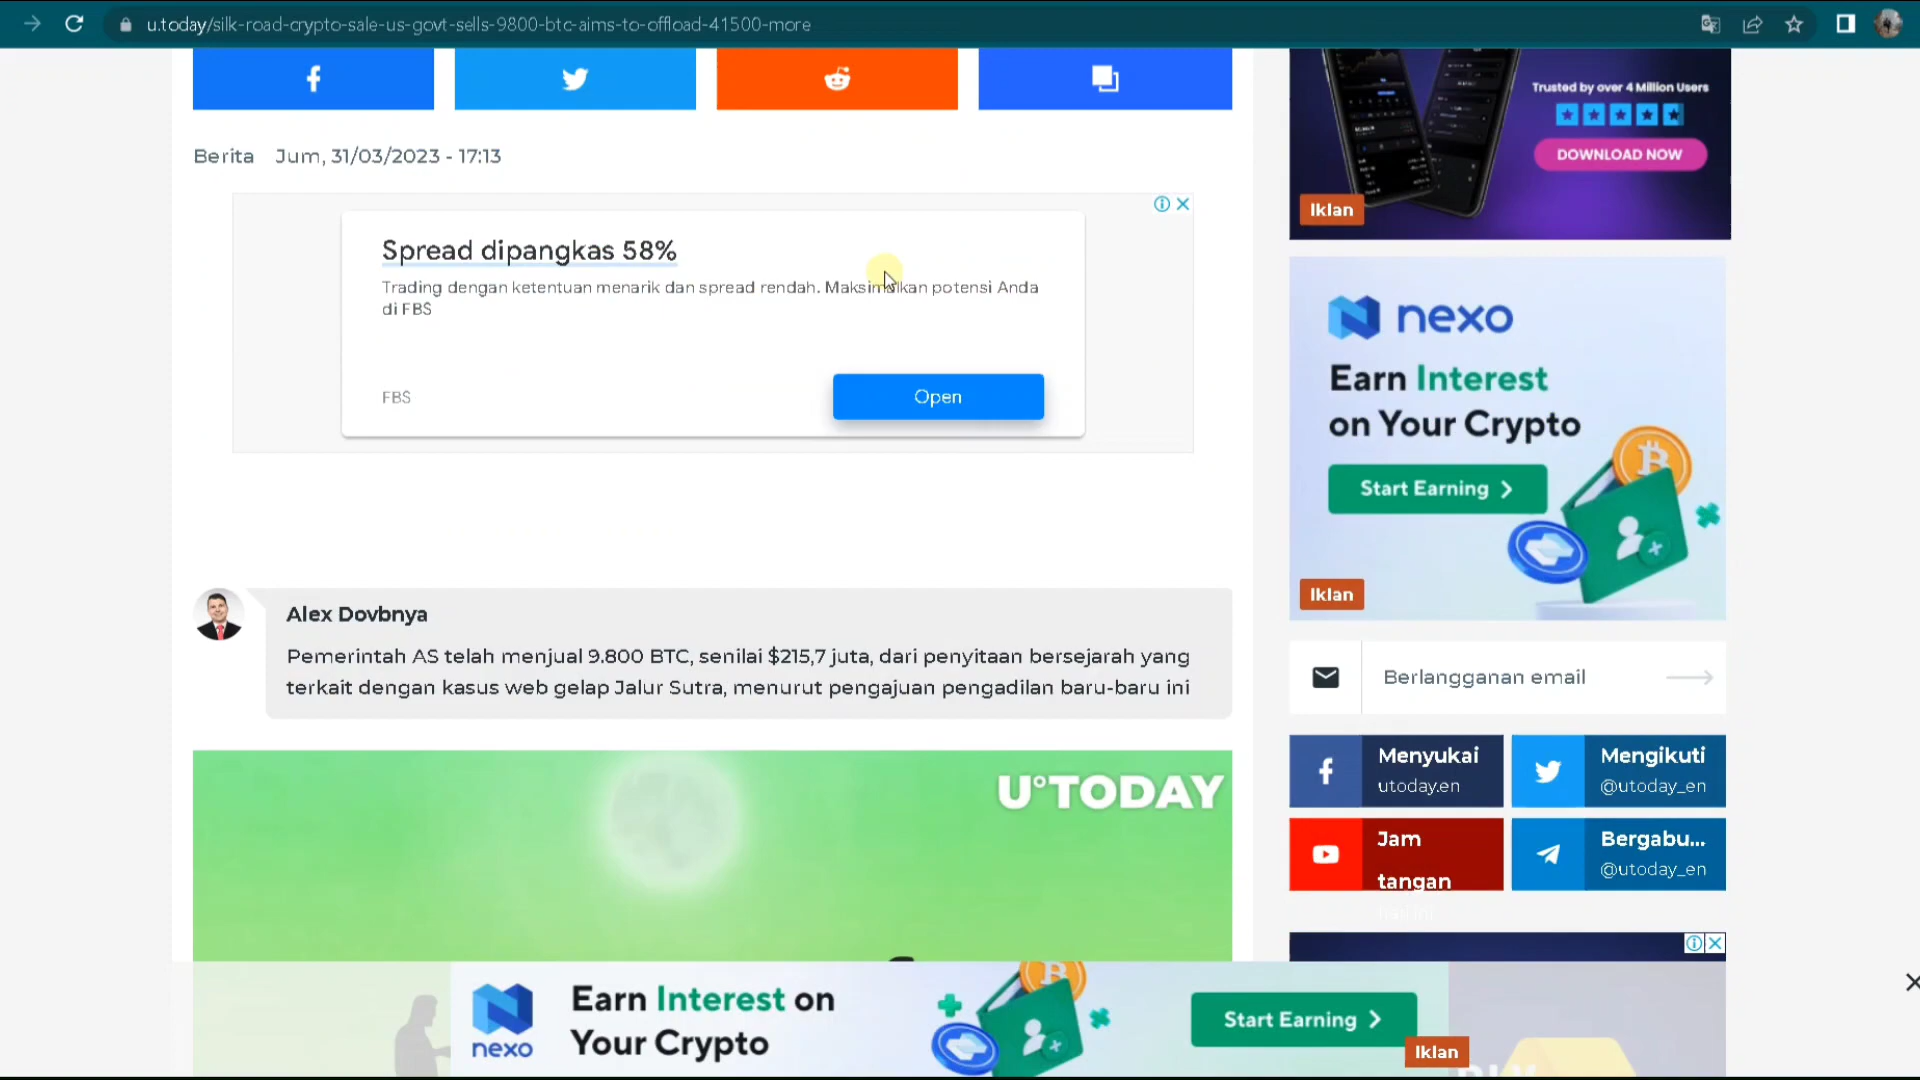 u.today/silk-road-crypto-sale-us-govt-sells-9800-btc-aims-to-offload-41500-more
Berita Jum, 31/03/2023 - 17:13
Spread dipangkas 58%
Trading dengan ketentuan menarik dan spread rendah. Maksimalkan potensi Anda
di FBS
FBS
Open
Alex Dovbnya
Pemerintah AS telah menjual 9.800 BTC, senilai $215,7 juta, dari penyitaan bersejarah yang
terkait dengan kasus web gelap Jalur Sutra, menurut pengajuan pengadilan baru-baru ini
U°TODAY
Trusted by over 4 Million Users
DOWNLOAD NOW
Iklan
nexo
Earn Interest
on Your Crypto
Start Earning
Iklan
Berlangganan email
Menyukai
utoday.en
Mengikuti
@utoday_en
Jam
tangan
hari ini
Bergabu...
@utoday_en
nexo
Earn Interest on
Your Crypto
Start Earning
Iklan